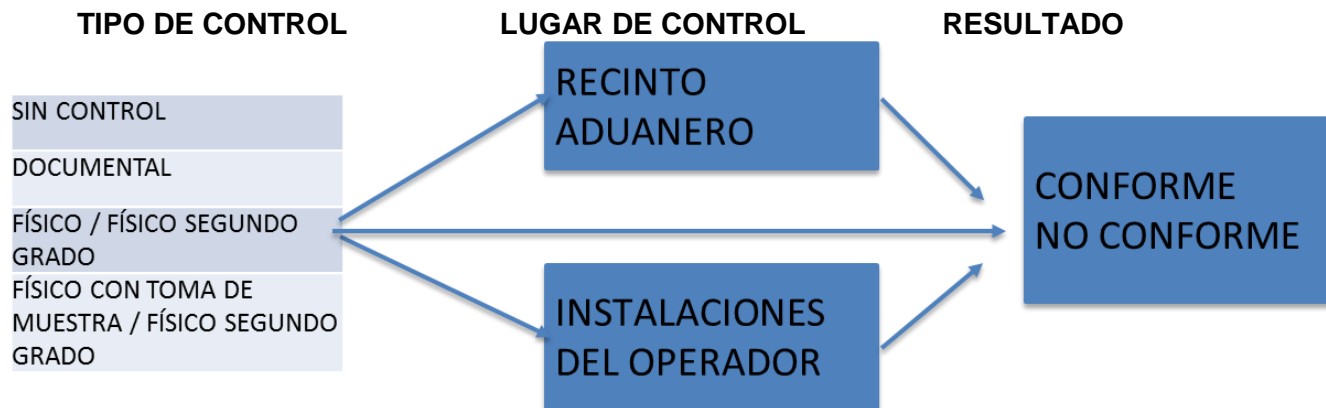 TIPO DE CONTROL
LUGAR DE CONTROL
RESULTADO
SIN CONTROL
DOCUMENTAL
FÍSICO / FÍSICO SEGUNDO
GRADO
FÍSICO CON TOMA DE
MUESTRA / FÍSICO SEGUNDO
GRADO
RECINTO
ADUANERO
INSTALACIONES
DEL OPERADOR
CONFORME
NO CONFORME